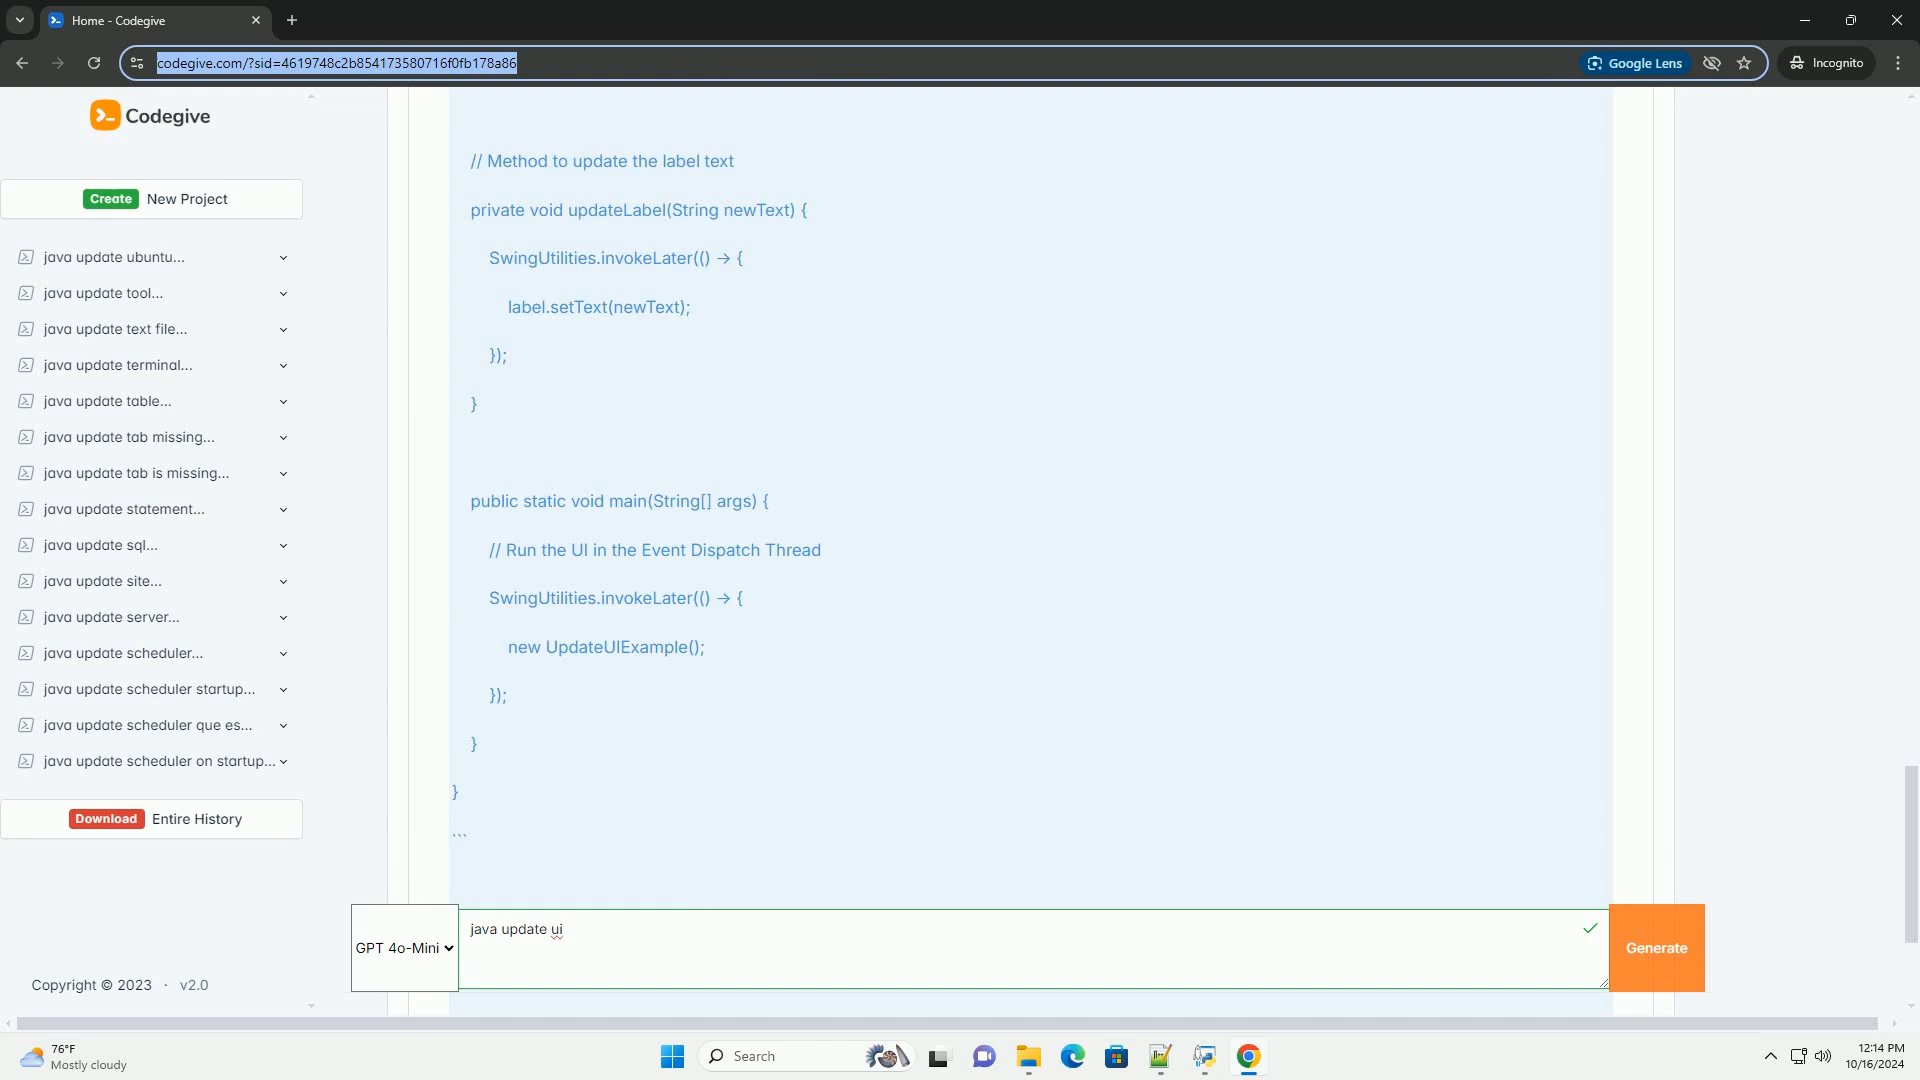 Home - Codegive
codegive.com/?sid=4619748c2b854173580716f0fb178a86
Google Lens
Incognito
Codegive
Create New Project
java update ubuntu...
java update tool...
java update text file...
java update terminal...
java update table...
java update tab missing...
java update tab is missing...
java update statement...
java update sql...
java update site...
java update server...
java update scheduler...
java update scheduler startup...
java update scheduler que es...
java update scheduler on startup...
Download Entire History
Copyright © 2023 · v2.0
// Method to update the label text
private void updateLabel(String newText) {
SwingUtilities.invokeLater(() -> {
label.setText(newText);
});
}
public static void main(String[] args) {
// Run the UI in the Event Dispatch Thread
SwingUtilities.invokeLater(() -> {
new UpdateUIExample();
});
}
}
```
GPT 4o-Mini
java update ui
Generate
76°F
Mostly cloudy
Search
12:14 PM
10/16/2024